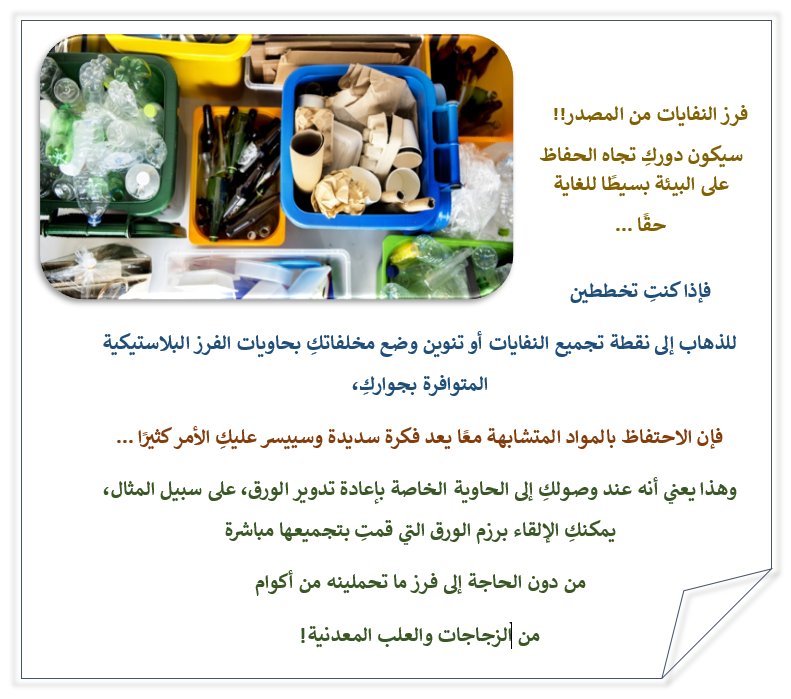 فرز النفايات من المصدر!!
سيكون دوركِ تجاه الحفاظ
على البيئة بسيطًا للغاية
حقًا ...
فإذا كنتِ تخططين
للذهاب إلى نقطة تجميع النفايات أو تنوين وضع مخلفاتكِ بحاويات الفرز البلاستيكية
المتوافرة بجواركِ،
فإن الاحتفاظ بالمواد المتشابهة معًا يعد فكرة سديدة وسييسر عليكِ الأمر كثيرًا ...
وهذا يعني أنه عند وصولكِ إلى الحاوية الخاصة بإعادة تدوير الورق، على سبيل المثال،
يمكنكِ الإلقاء برزم الورق التي قمتِ بتجميعها مباشرة
من دون الحاجة إلى فرز ما تحملينه من أكوام
من الزجاجات والعلب المعدنية!